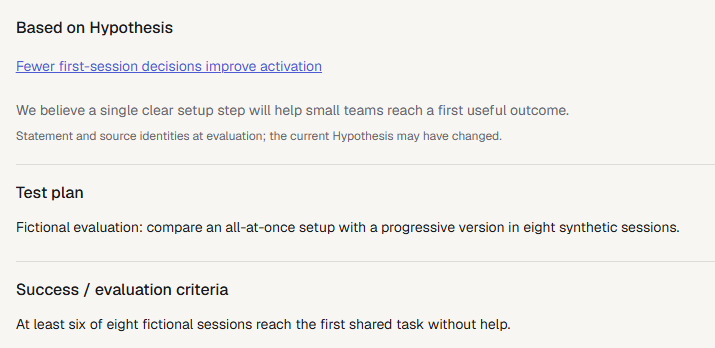 Based on Hypothesis
Fewer first-session decisions improve activation
We believe a single clear setup step will help small teams reach a first useful outcome.
Statement and source identities at evaluation; the current Hypothesis may have changed.
Test plan
Fictional evaluation: compare an all-at-once setup with a progressive version in eight synthetic sessions.
Success / evaluation criteria
At least six of eight fictional sessions reach the first shared task without help.